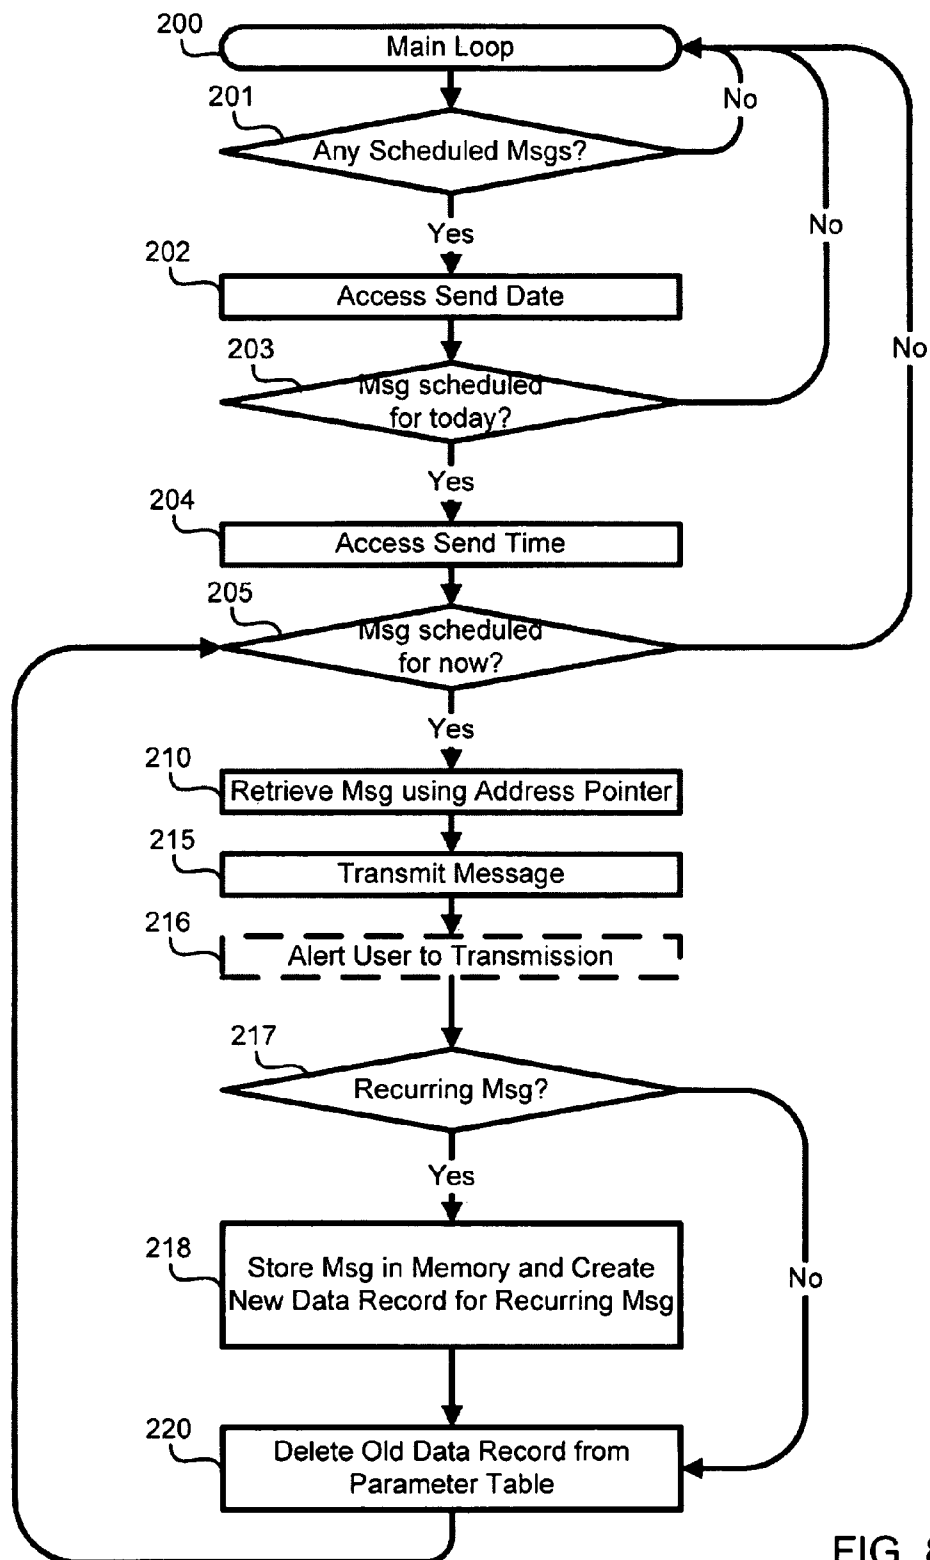 200
Main Loop
201
No
Any Scheduled Msgs?
Yes
No
202
Access Send Date
203
No
Msg scheduled
for today?
Yes
204
Access Send Time
205
Msg scheduled
for now?
Yes
210
Retrieve Msg using Address Pointer
215
Transmit Message
216
Alert User to Transmission
217
Recurring Msg?
Yes
218
Store Msg in Memory and Create
New Data Record for Recurring Msg
No
220
Delete Old Data Record from
Parameter Table
FIG. 8